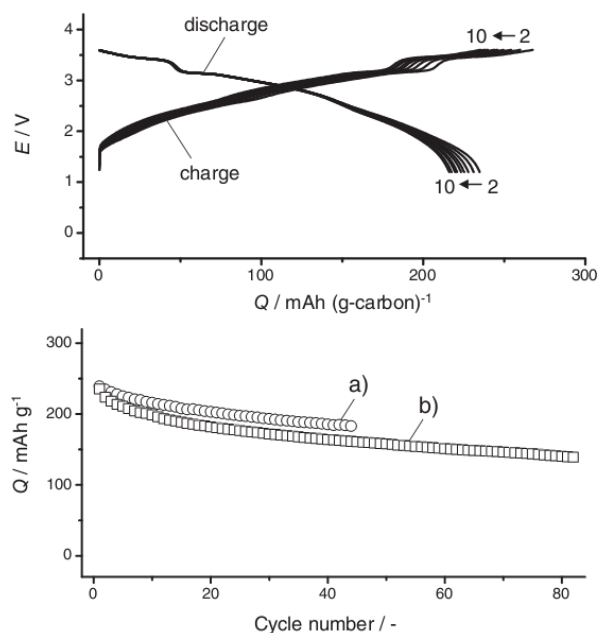 4
3
2
1
0
E / V
discharge
charge
10 ← 2
10 ← 2
0
100
200
300
Q / mAh (g-carbon)⁻¹
300
200
100
0
Q / mAh g⁻¹
a)
b)
0
20
40
60
80
Cycle number / -